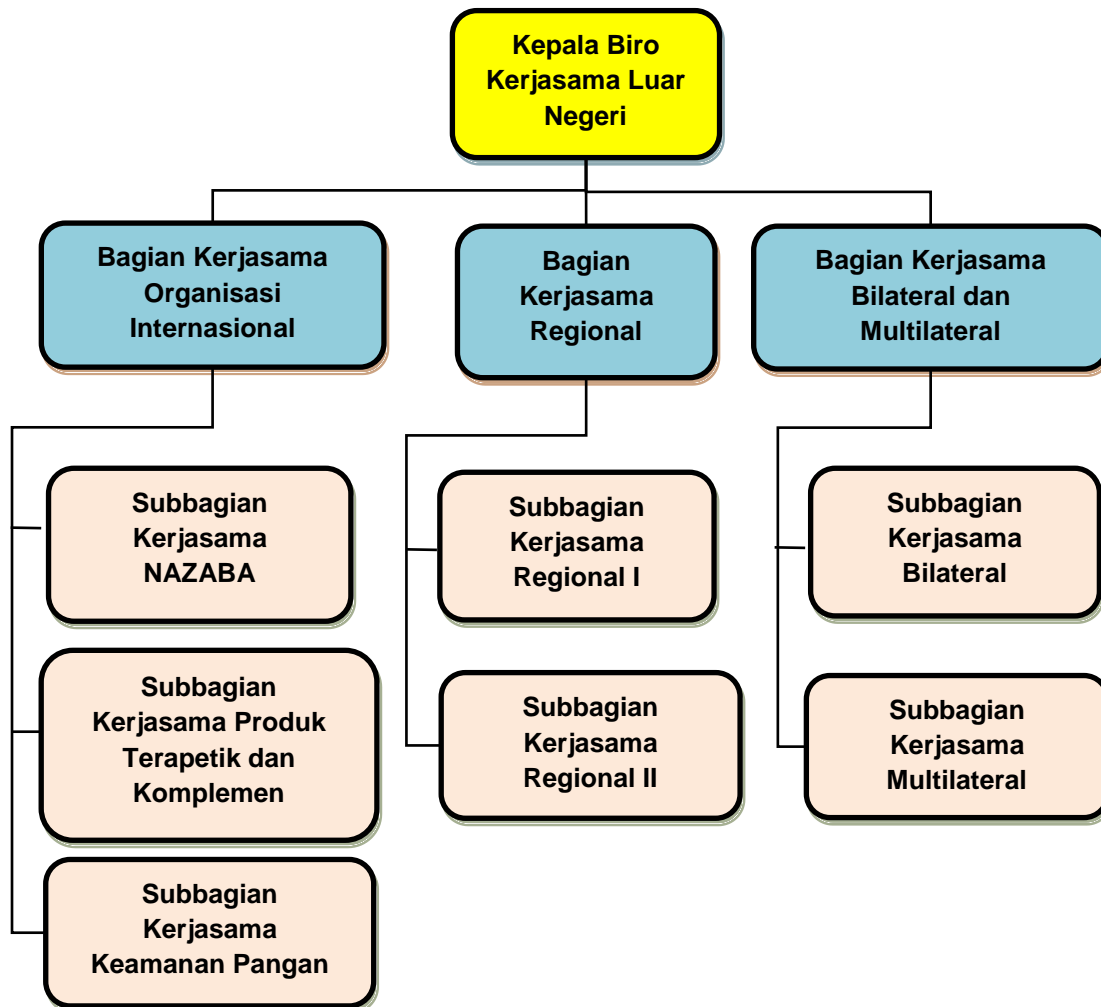 Kepala Biro
Kerjasama Luar
Negeri
Bagian Kerjasama
Organisasi
Internasional
Bagian
Kerjasama
Regional
Bagian Kerjasama
Bilateral dan
Multilateral
Subbagian
Kerjasama
NAZABA
Subbagian
Kerjasama Produk
Terapetik dan
Komplemen
Subbagian
Kerjasama
Keamanan Pangan
Subbagian
Kerjasama
Regional I
Subbagian
Kerjasama
Regional II
Subbagian
Kerjasama
Bilateral
Subbagian
Kerjasama
Multilateral